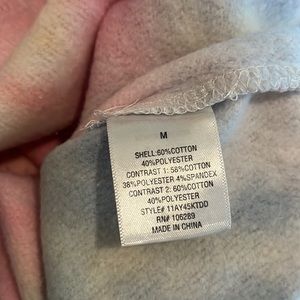 M
SHELL:60%COTTON
40%POLYESTER
CONTRAST 1: 58%COTTON
38%POLYESTER 4%SPANDEX
CONTRAST 2: 60%COTTON
40%POLYESTER
STYLE# 11AY45KTDD
RN# 106289
MADE IN CHINA